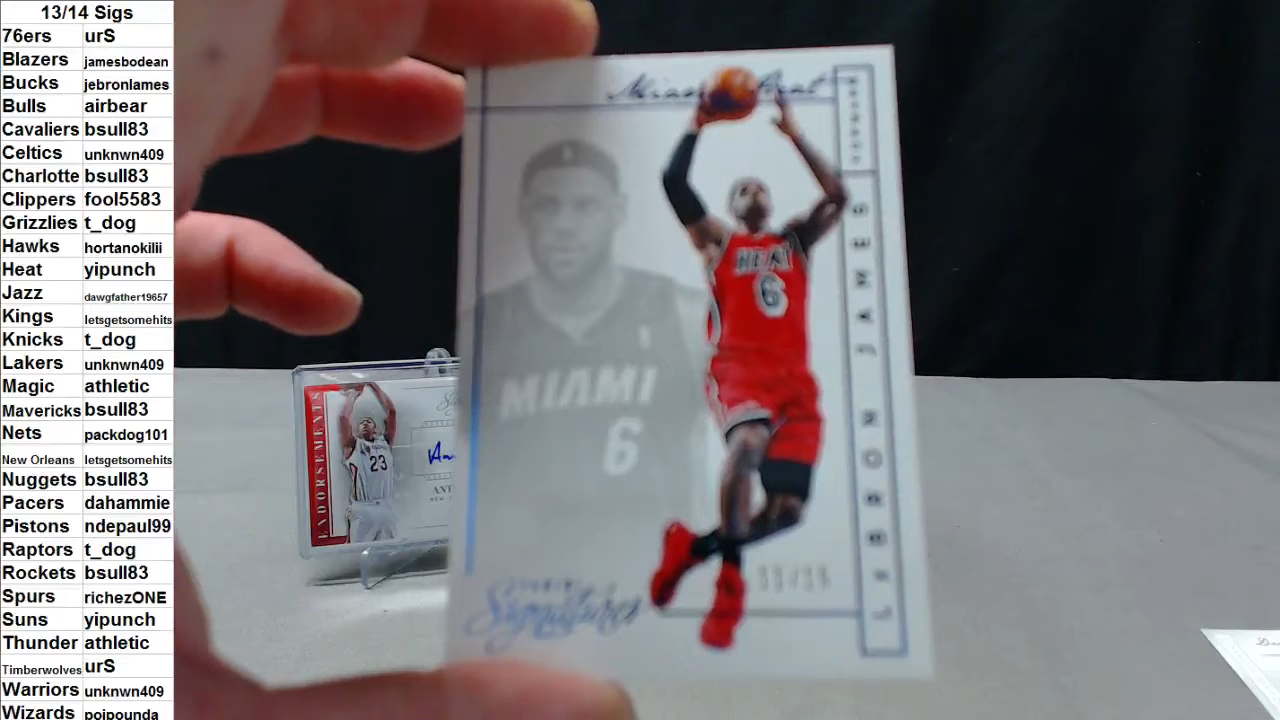 13/14 Sigs
76ers urS
Blazers jamesbodean
Bucks jebronlames
Bulls airbear
Cavaliers bsull83
Celtics unknwn409
Charlotte bsull83
Clippers fool5583
Grizzlies t_dog
Hawks hortanokilii
Heat yipunch
Jazz dawgfather19657
Kings letsgetsomehits
Knicks t_dog
Lakers unknwn409
Magic athletic
Mavericks bsull83
Nets packdog101
New Orleans letsgetsomehits
Nuggets bsull83
Pacers dahammie
Pistons ndepaul99
Raptors t_dog
Rockets bsull83
Spurs richezONE
Suns yipunch
Thunder athletic
Timberwolves urS
Warriors unknwn409
Wizards poipounda
LEBRON JAMES
HEAT
6
MIAMI
6
Signatures
ENDORSEMENTS
23